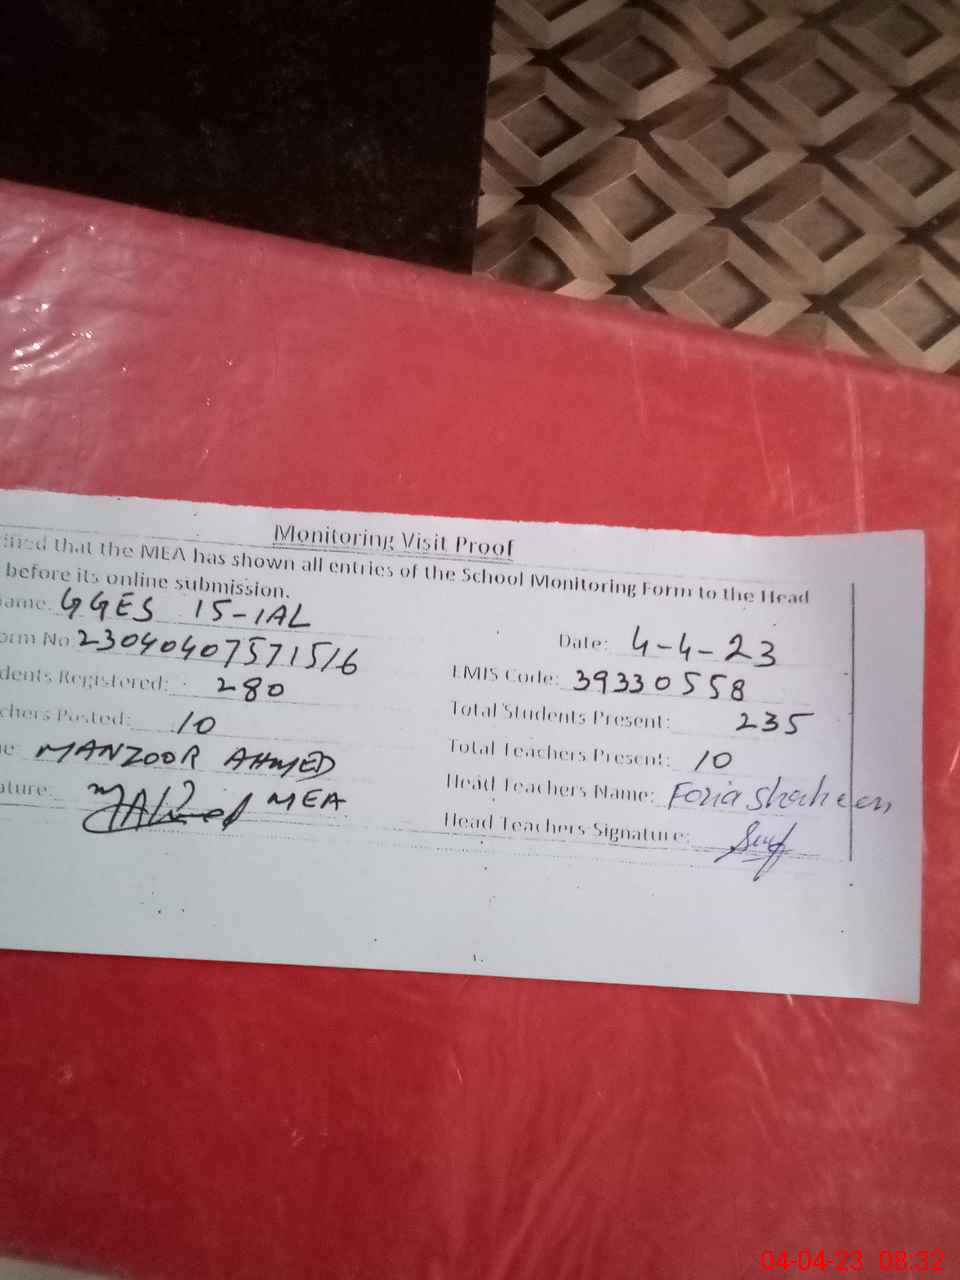 Monitoring Visit Proof
ified that the MEA has shown all entries of the School Monitoring Form to the Head
before its online submission.
ame: GGES 15-1AL
Date: 4-4-23
orm No 23040407571516
EMIS Code: 39330558
dents Registered: 280
Total Students Present: 235
chers Posted: 10
Total Teachers Present: 10
e: MANZOOR AHMED
Head Teachers Name: Fozia Shaheen
ature: MEA
Head Teachers Signature:
04-04-23 08:32